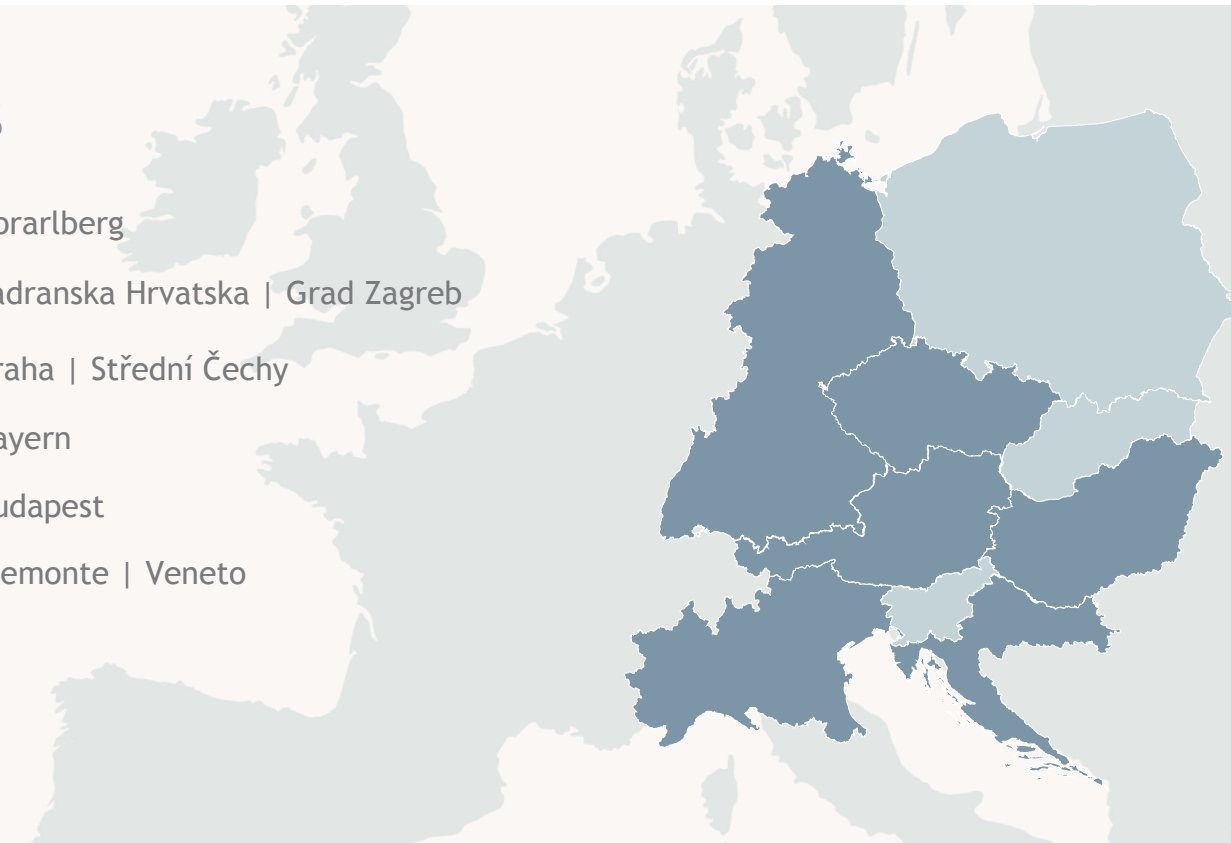 orarlberg
adranska Hrvatska | Grad Zagreb
raha | Střední Čechy
ayern
udapest
emonte | Veneto